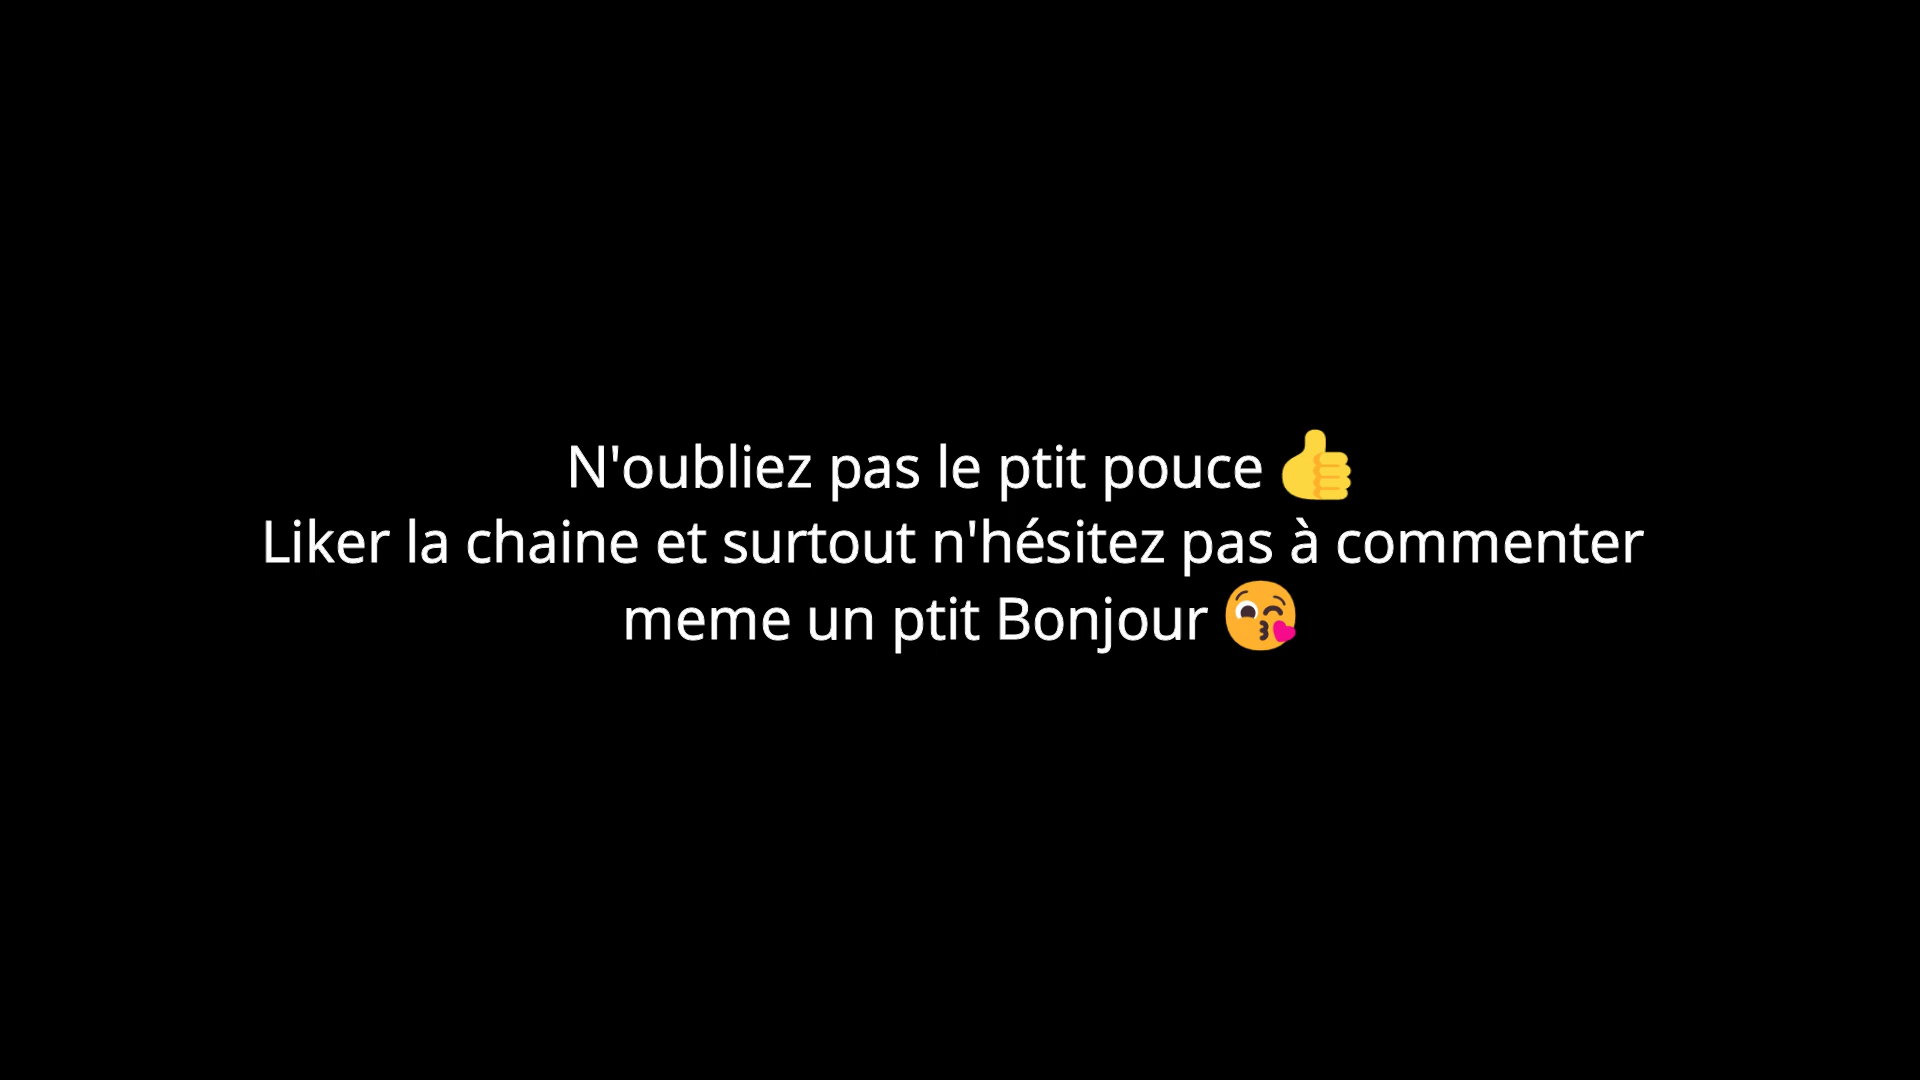 N'oubliez pas le ptit pouce 👍
Liker la chaine et surtout n'hésitez pas à commenter
meme un ptit Bonjour 😘